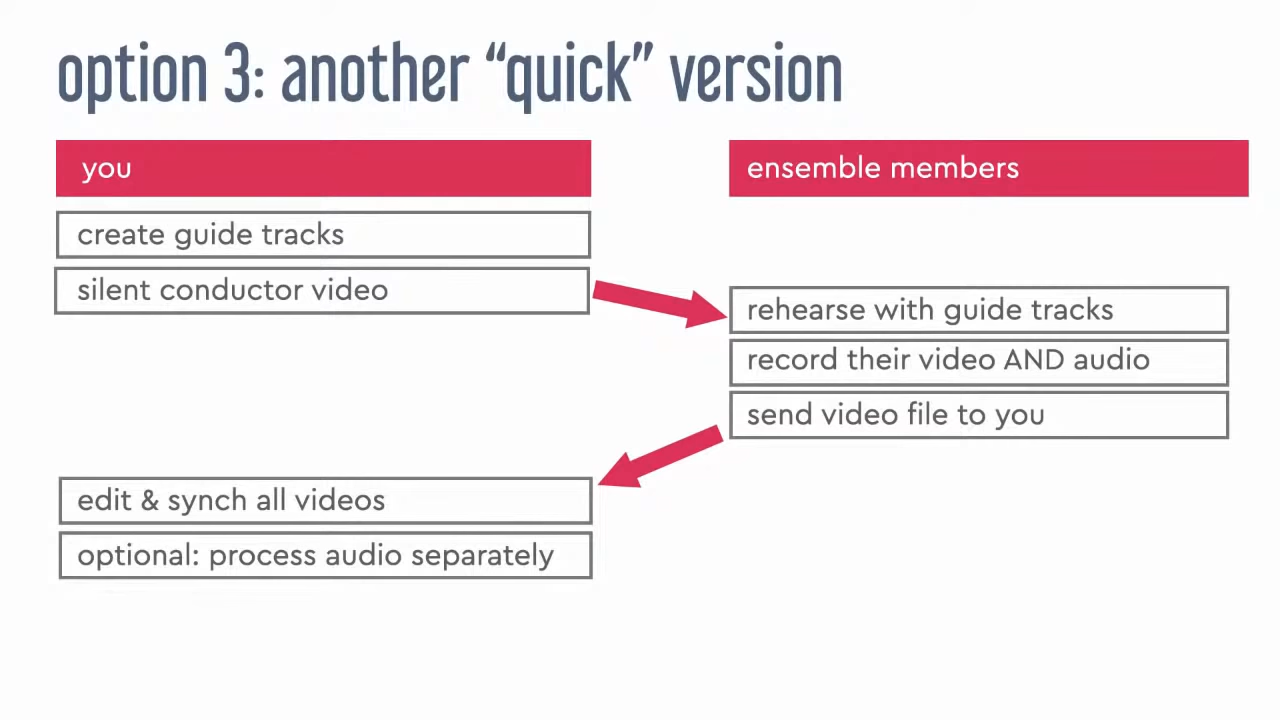 option 3: another “quick” version
you
ensemble members
create guide tracks
silent conductor video
rehearse with guide tracks
record their video AND audio
send video file to you
edit & synch all videos
optional: process audio separately